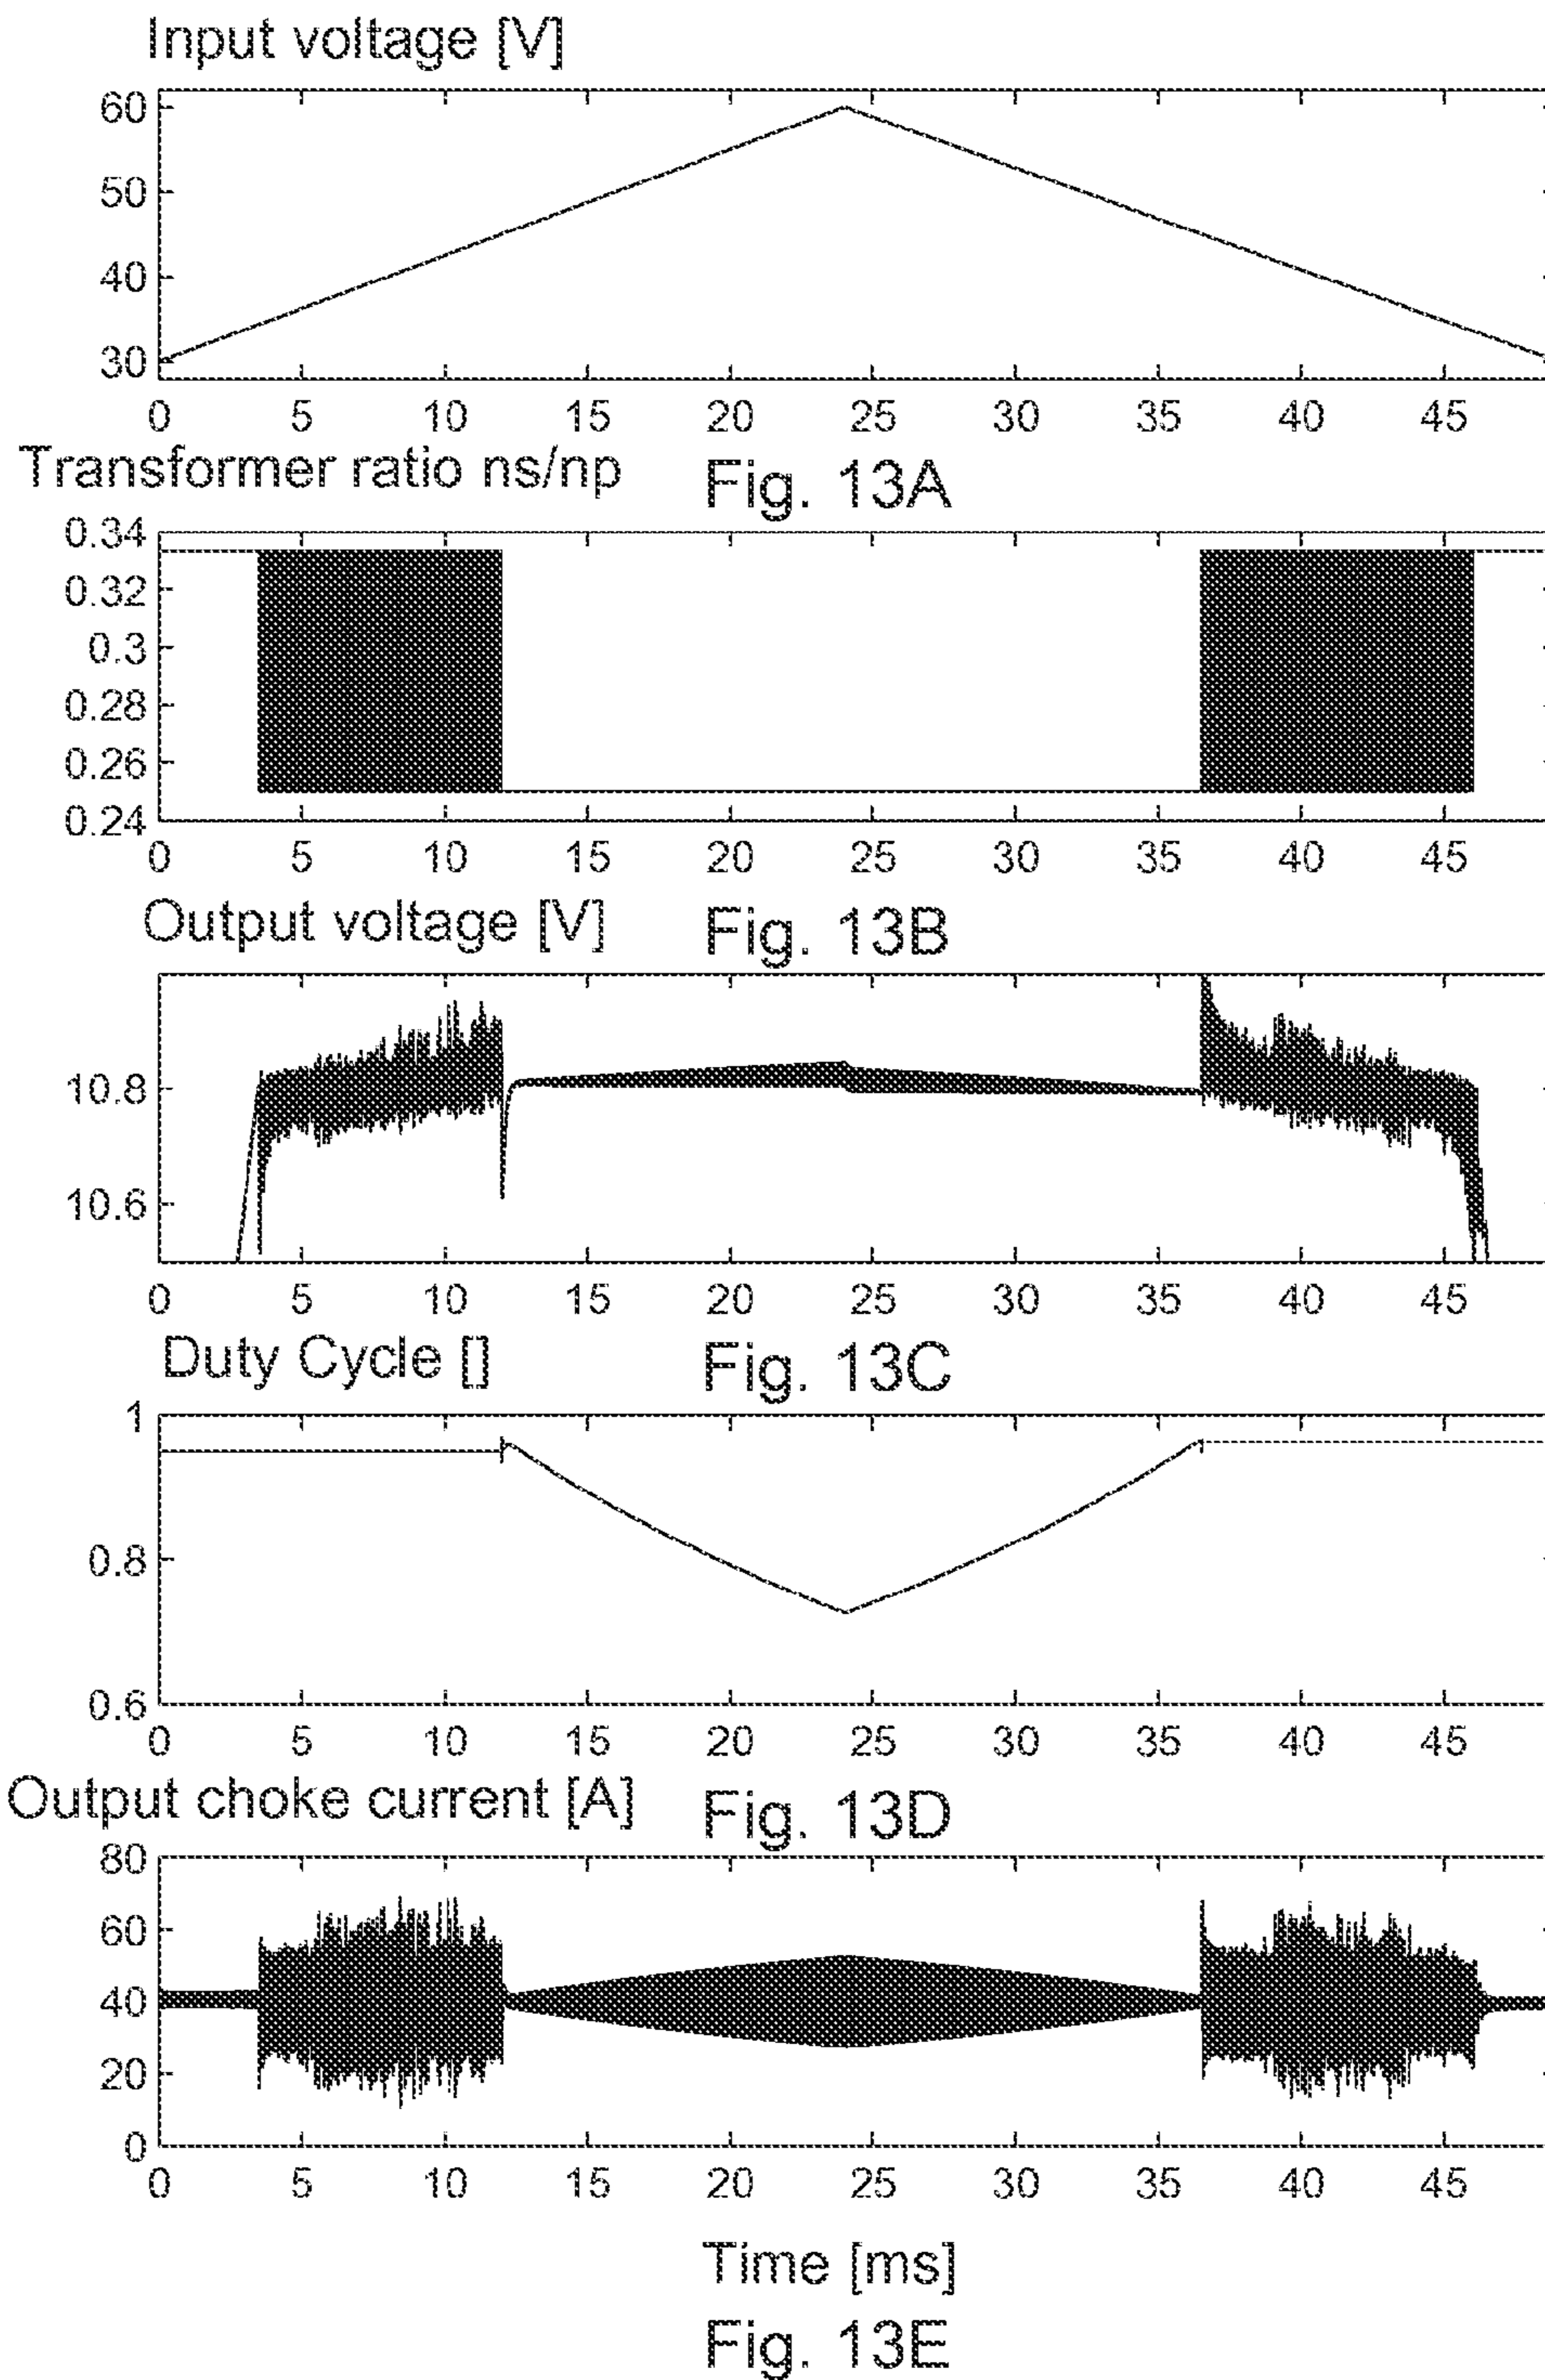 Input voltage [V]
60
50
40
30
0 5 10 15 20 25 30 35 40 45
Transformer ratio ns/np Fig. 13A
0.34
0.32
0.3
0.28
0.26
0.24
0 5 10 15 20 25 30 35 40 45
Output voltage [V] Fig. 13B
10.8
10.6
0 5 10 15 20 25 30 35 40 45
Duty Cycle [] Fig. 13C
1
0.8
0.6
0 5 10 15 20 25 30 35 40 45
Output choke current [A] Fig. 13D
80
60
40
20
0
0 5 10 15 20 25 30 35 40 45
Time [ms]
Fig. 13E